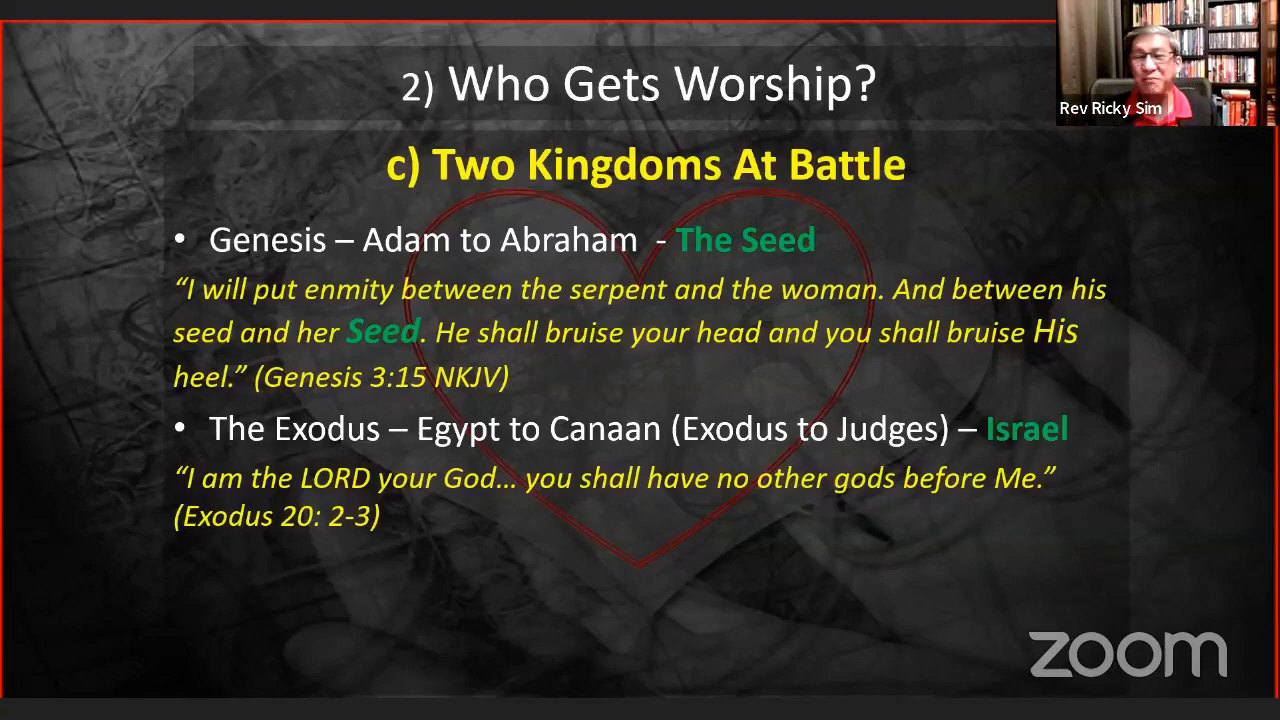 2) Who Gets Worship?
Rev Ricky Sim
c) Two Kingdoms At Battle
• Genesis – Adam to Abraham - The Seed
“I will put enmity between the serpent and the woman. And between his
seed and her Seed. He shall bruise your head and you shall bruise His
heel.” (Genesis 3:15 NKJV)
• The Exodus – Egypt to Canaan (Exodus to Judges) – Israel
“I am the LORD your God... you shall have no other gods before Me.”
(Exodus 20: 2-3)
zoom